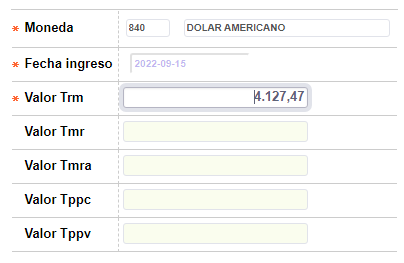 * Moneda 840 DOLAR AMERICANO
* Fecha ingreso 2022-09-15
* Valor Trm 4.127,47
Valor Tmr
Valor Tmra
Valor Tppc
Valor Tppv